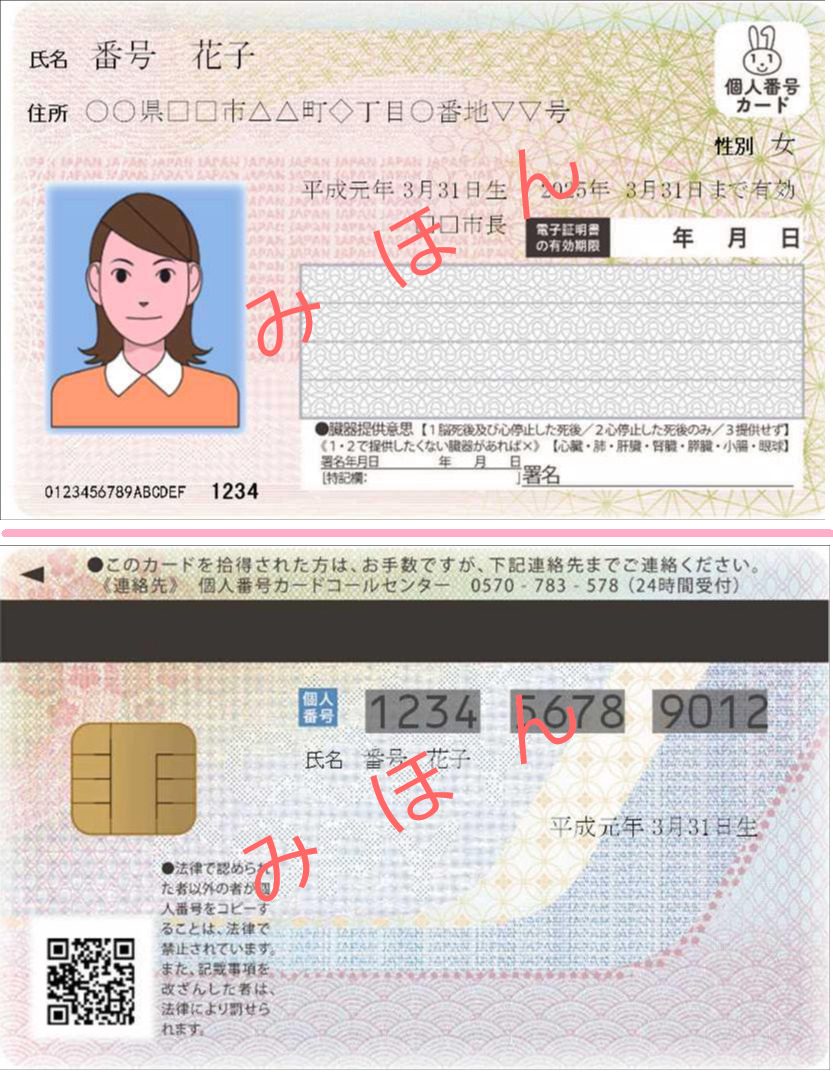 氏名 番号 花子
個人番号
カード
住所 〇〇県□□市△△町◇丁目〇番地▽▽号
性別 女
JAPAN JAPAN JAPAN JAPAN JAPAN JAPAN
平成元年 3月31日生 2025年 3月31日まで有効
□□市長
電子証明書
の有効期限
年 月 日
みほん
●臓器提供意思【1脳死後及び心停止した死後／2心停止した死後のみ／3提供せず】
《1・2で提供したくない臓器があれば×》【心臓・肺・肝臓・腎臓・膵臓・小腸・眼球】
署名年月日 年 月 日
[特記欄: ]署名
0123456789ABCDEF 1234
●このカードを拾得された方は、お手数ですが、下記連絡先までご連絡ください。
《連絡先》 個人番号カードコールセンター 0570-783-578（24時間受付）
個人
番号
1234 5678 9012
氏名 番号 花子
みほん
平成元年 3月31日生
●法律で認められ
た者以外の者が個
人番号をコピーす
ることは、法律で
禁止されています。
また、記載事項を
改ざんした者は、
法律により罰せら
れます。